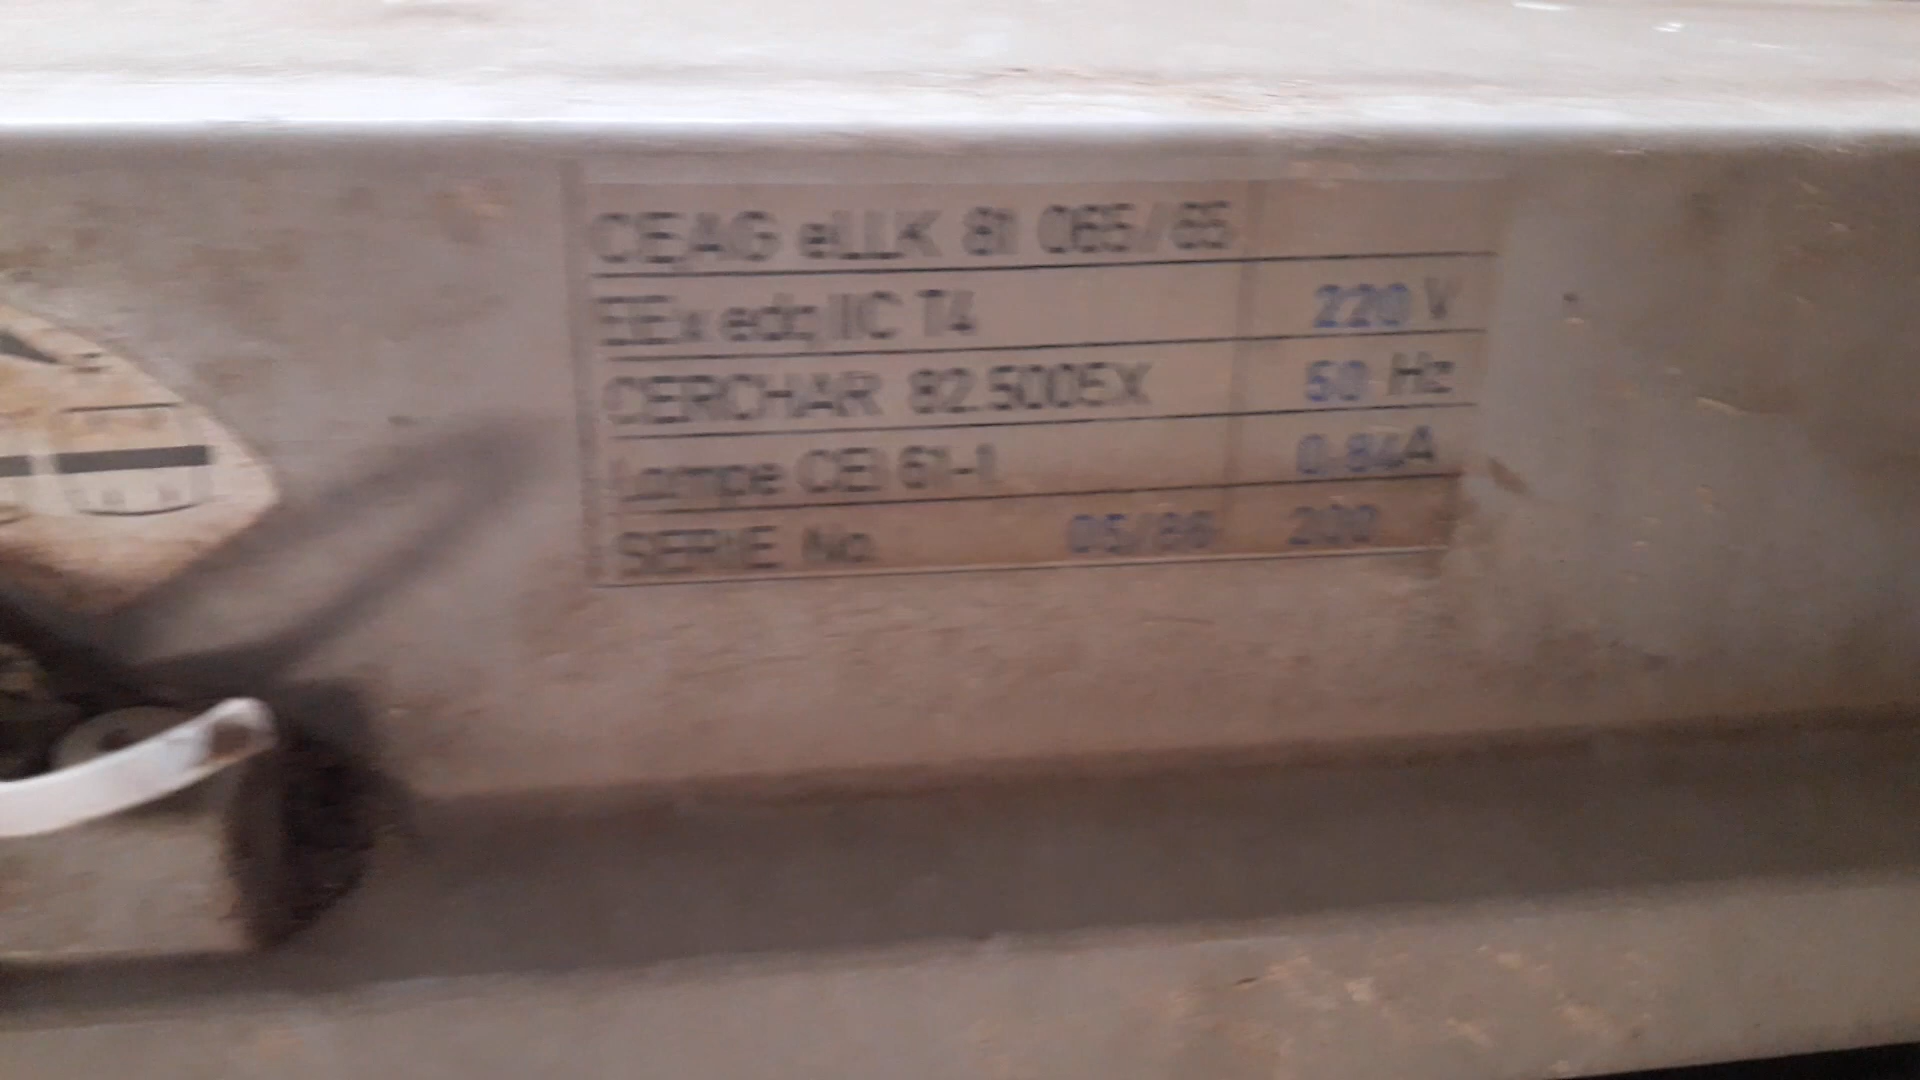 CEAG eLLK 81 065/65
EEx edq IIC T4 220 V
CERCHAR 82.5005X 50 Hz
Lampe CEI 61-1 0,84A
SERIE No. 05/86 200